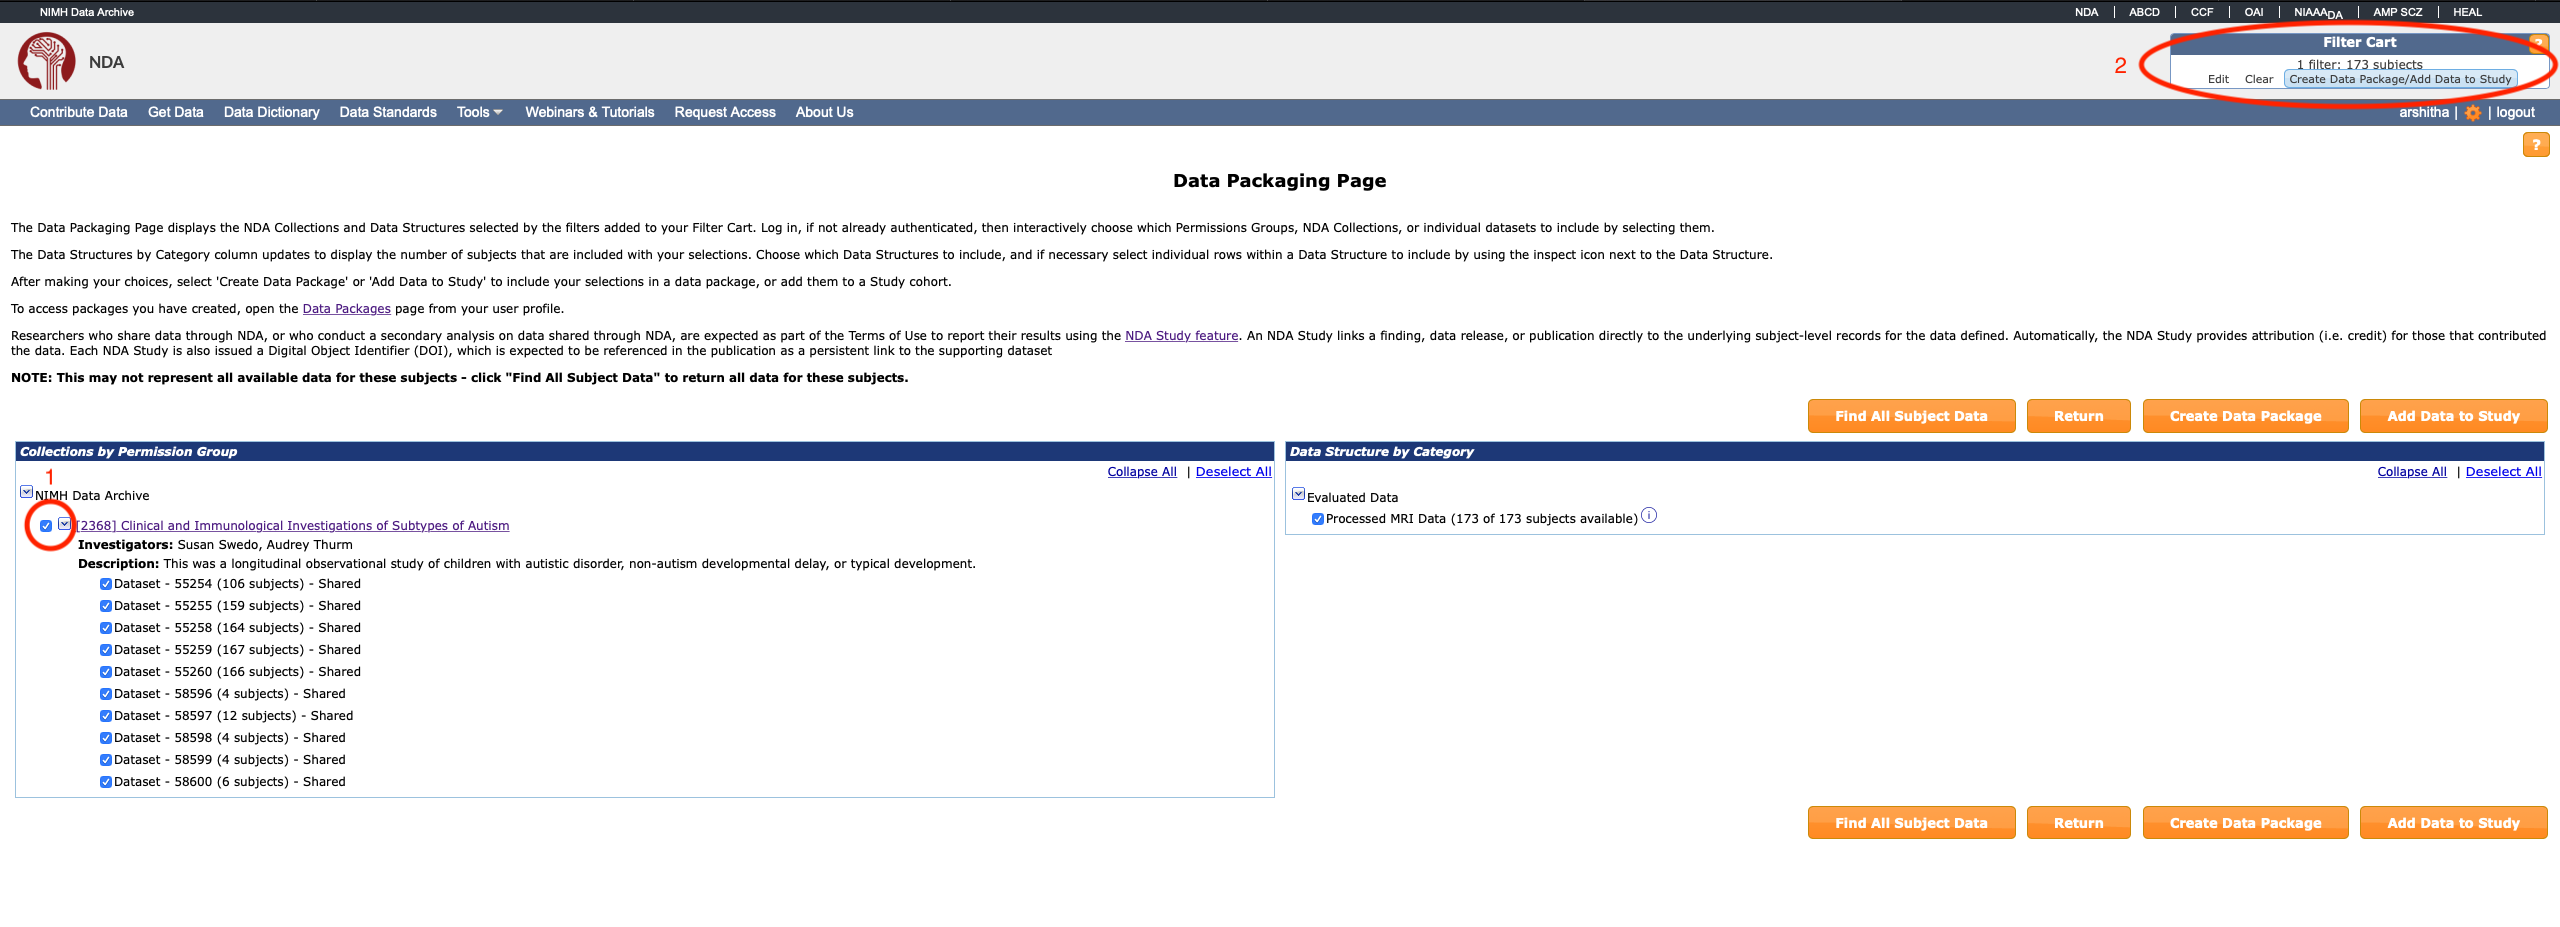 NIMH Data Archive
NDA | ABCD | CCF | OAI | NIAAADA | AMP SCZ | HEAL
NDA
2
Filter Cart
?
1 filter: 173 subjects
Edit Clear Create Data Package/Add Data to Study
Contribute Data Get Data Data Dictionary Data Standards Tools Webinars & Tutorials Request Access About Us
arshitha | | logout
?
Data Packaging Page
The Data Packaging Page displays the NDA Collections and Data Structures selected by the filters added to your Filter Cart. Log in, if not already authenticated, then interactively choose which Permissions Groups, NDA Collections, or individual datasets to include by selecting them.
The Data Structures by Category column updates to display the number of subjects that are included with your selections. Choose which Data Structures to include, and if necessary select individual rows within a Data Structure to include by using the inspect icon next to the Data Structure.
After making your choices, select 'Create Data Package' or 'Add Data to Study' to include your selections in a data package, or add them to a Study cohort.
To access packages you have created, open the Data Packages page from your user profile.
Researchers who share data through NDA, or who conduct a secondary analysis on data shared through NDA, are expected as part of the Terms of Use to report their results using the NDA Study feature. An NDA Study links a finding, data release, or publication directly to the underlying subject-level records for the data defined. Automatically, the NDA Study provides attribution (i.e. credit) for those that contributed
the data. Each NDA Study is also issued a Digital Object Identifier (DOI), which is expected to be referenced in the publication as a persistent link to the supporting dataset
NOTE: This may not represent all available data for these subjects - click "Find All Subject Data" to return all data for these subjects.
Find All Subject Data Return Create Data Package Add Data to Study
Collections by Permission Group
Collapse All | Deselect All
1
NIMH Data Archive
[2368] Clinical and Immunological Investigations of Subtypes of Autism
Investigators: Susan Swedo, Audrey Thurm
Description: This was a longitudinal observational study of children with autistic disorder, non-autism developmental delay, or typical development.
Dataset - 55254 (106 subjects) - Shared
Dataset - 55255 (159 subjects) - Shared
Dataset - 55258 (164 subjects) - Shared
Dataset - 55259 (167 subjects) - Shared
Dataset - 55260 (166 subjects) - Shared
Dataset - 58596 (4 subjects) - Shared
Dataset - 58597 (12 subjects) - Shared
Dataset - 58598 (4 subjects) - Shared
Dataset - 58599 (4 subjects) - Shared
Dataset - 58600 (6 subjects) - Shared
Data Structure by Category
Collapse All | Deselect All
Evaluated Data
Processed MRI Data (173 of 173 subjects available) i
Find All Subject Data Return Create Data Package Add Data to Study